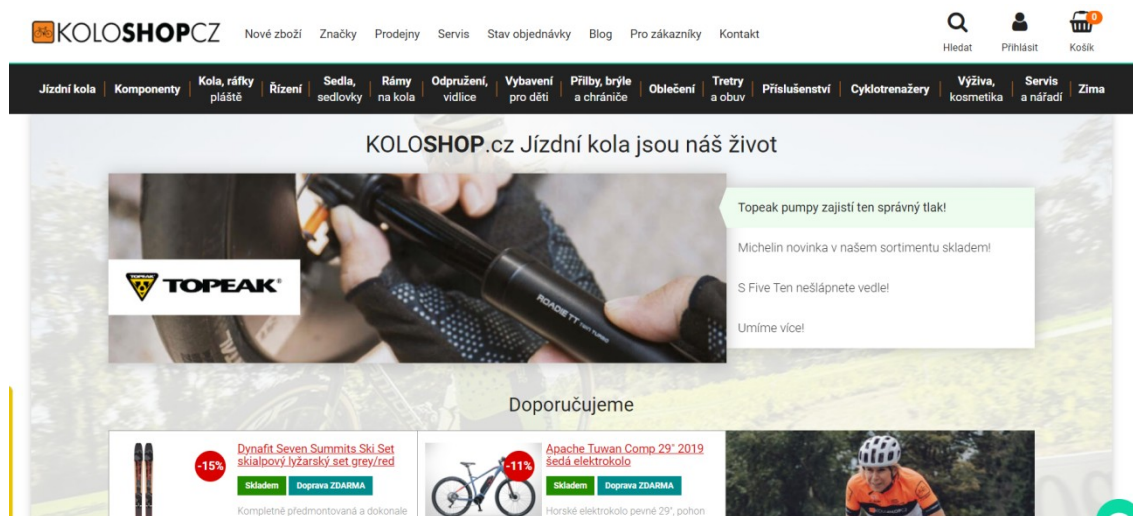 KOLOSHOPCZ
Nové zboží Značky Prodejny Servis Stav objednávky Blog Pro zákazníky Kontakt
Hledat Přihlásit 0 Košík
Jízdní kola
Komponenty
Kola, ráfky
pláště
Řízení
Sedla,
sedlovky
Rámy
na kola
Odpružení,
vidlice
Vybavení
pro děti
Přilby, brýle
a chrániče
Oblečení
Tretry
a obuv
Příslušenství
Cyklotrenažery
Výživa,
kosmetika
Servis
a nářadí
Zima
KOLOSHOP.cz Jízdní kola jsou náš život
TOPEAK
TOPEAK®
ROADIE TT TWIN TURBO
Topeak pumpy zajistí ten správný tlak!
Michelin novinka v našem sortimentu skladem!
S Five Ten nešlápnete vedle!
Umíme více!
Doporučujeme
-15%
Dynafit Seven Summits Ski Set
skialpový lyžarský set grey/red
Skladem Doprava ZDARMA
Kompletně předmontovaná a dokonale
-11%
Apache Tuwan Comp 29" 2019
šedá elektrokolo
Skladem Doprava ZDARMA
Horské elektrokolo pevné 29", pohon